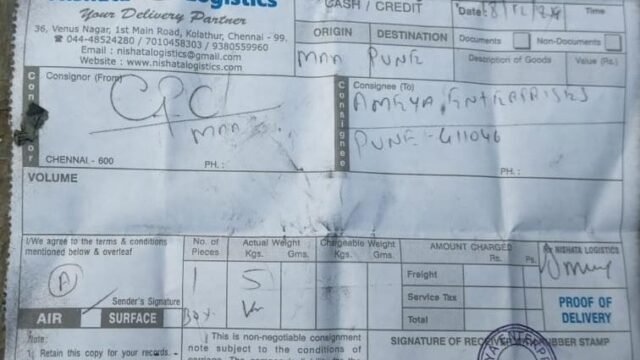 Nishata Logistics
Your Delivery Partner
36, Venus Nagar, 1st Main Road, Kolathur, Chennai - 99.
☎ 044-48524280 / 7010458303 / 9380559960
Email : nishatalogistics@gmail.com
Website : www.nishatalogistics.com
CASH / CREDIT
Date:
Time
ORIGIN
DESTINATION
Documents
Non-Documents
MAA
PUNE
Description of Goods
Value (Rs.)
Consignor
Consignor (From)
CPC
MAA
CHENNAI - 600
PH :
Consignee
Consignee (To)
AMEYA ENTERPRISES
PUNE - 411046
PH. :
VOLUME
I/We agree to the terms & conditions
mentioned below & overleaf
A
Sender's Signature
AIR
SURFACE
No. of
Pieces
Actual Weight
Kgs.
Gms.
Chargeable Weight
Kgs.
Gms.
AMOUNT CHARGED
Rs.
Ps.
1
Box
5
Freight
Service Tax
Total
NISHATA LOGISTICS
PROOF OF
DELIVERY
Note:
1. Retain this copy for your records.
This is non-negotiable consignment
note subject to the conditions of
SIGNATURE OF RECEIVER
RUBBER STAMP